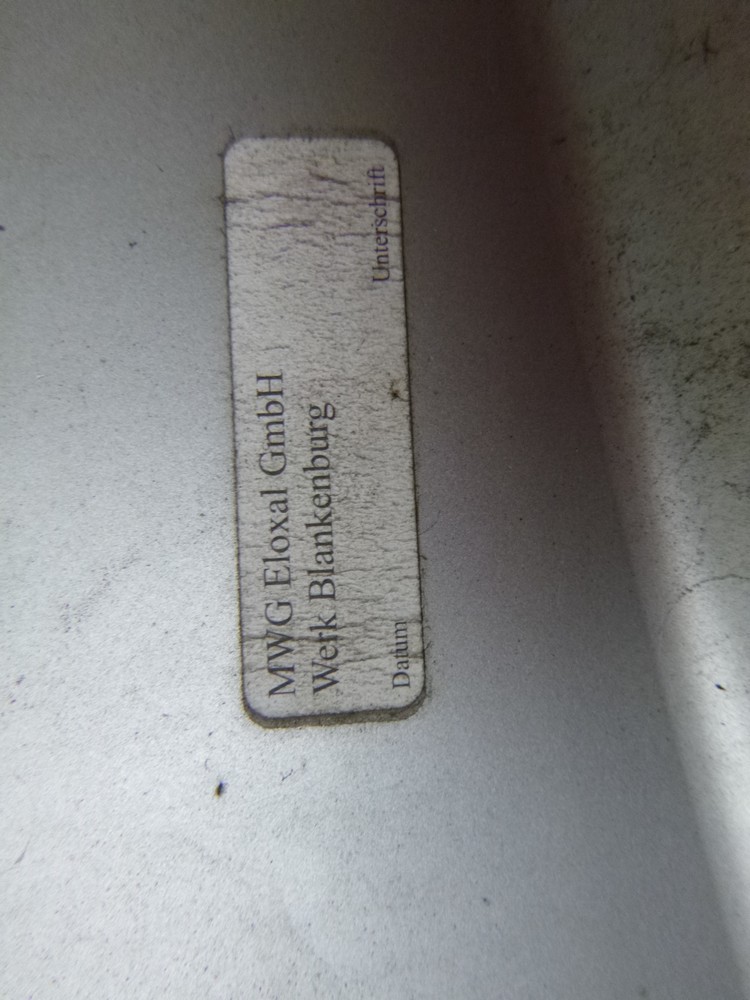 MWG Eloxal GmbH
Werk Blankenburg
Datum Unterschrift